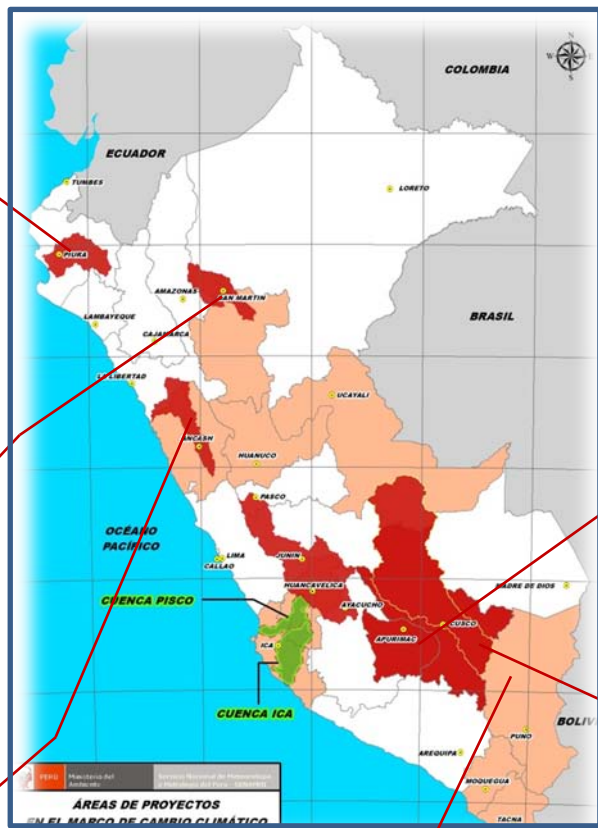 N
W
E
S
COLOMBIA
ECUADOR
TUMBES
LORETO
PIURA
AMAZONAS
SAN MARTIN
LAMBAYEQUE
CAJAMARCA
BRASIL
LA LIBERTAD
UCAYALI
ANCASH
HUANUCO
PASCO
OCÉANO
PACÍFICO
LIMA
CALLAO
JUNIN
MADRE DE DIOS
HUANCAVELICA
CUENCA PISCO
AYACUCHO
CUSCO
APURIMAC
ICA
CUENCA ICA
BOLIV
PUNO
AREQUIPA
MOQUEGUA
TACNA
PERÚ
Ministerio del
Ambiente
Servicio Nacional de Meteorología
e Hidrología del Perú - SENAMHI
ÁREAS DE PROYECTOS
EN EL MARCO DE CAMBIO CLIMÁTICO